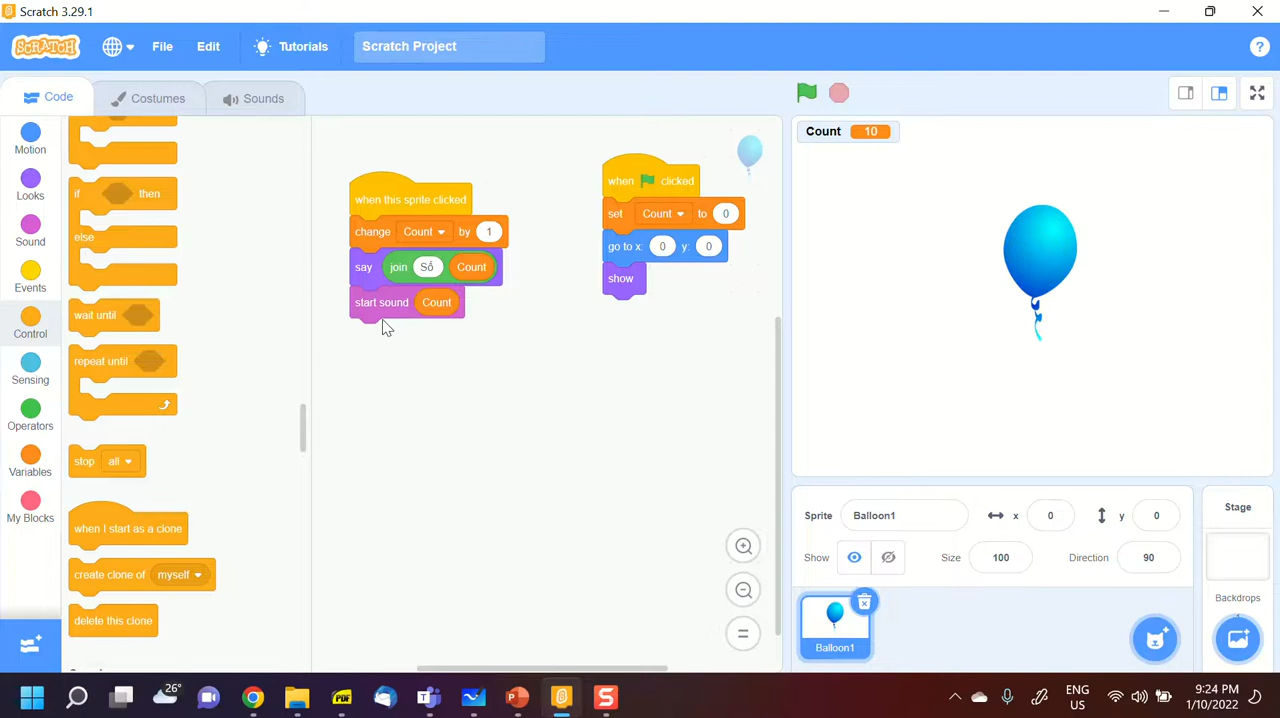 Scratch 3.29.1
SCRATCH File Edit Tutorials Scratch Project ?
Code Costumes Sounds
Motion
Looks
Sound
Events
Control
Sensing
Operators
Variables
My Blocks
if then
else
wait until
repeat until
stop all
when I start as a clone
create clone of myself
delete this clone
when this sprite clicked
change Count by 1
say join Số Count
start sound Count
when clicked
set Count to 0
go to x: 0 y: 0
show
Count 10
Sprite Balloon1 x 0 y 0
Show Size 100 Direction 90
Balloon1
Stage
Backdrops
26°
PDF
ENG
US
9:24 PM
1/10/2022